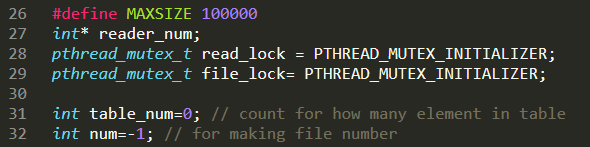 26 #define MAXSIZE 100000
27 int* reader_num;
28 pthread_mutex_t read_lock = PTHREAD_MUTEX_INITIALIZER;
29 pthread_mutex_t file_lock= PTHREAD_MUTEX_INITIALIZER;
30
31 int table_num=0; // count for how many element in table
32 int num=-1; // for making file number